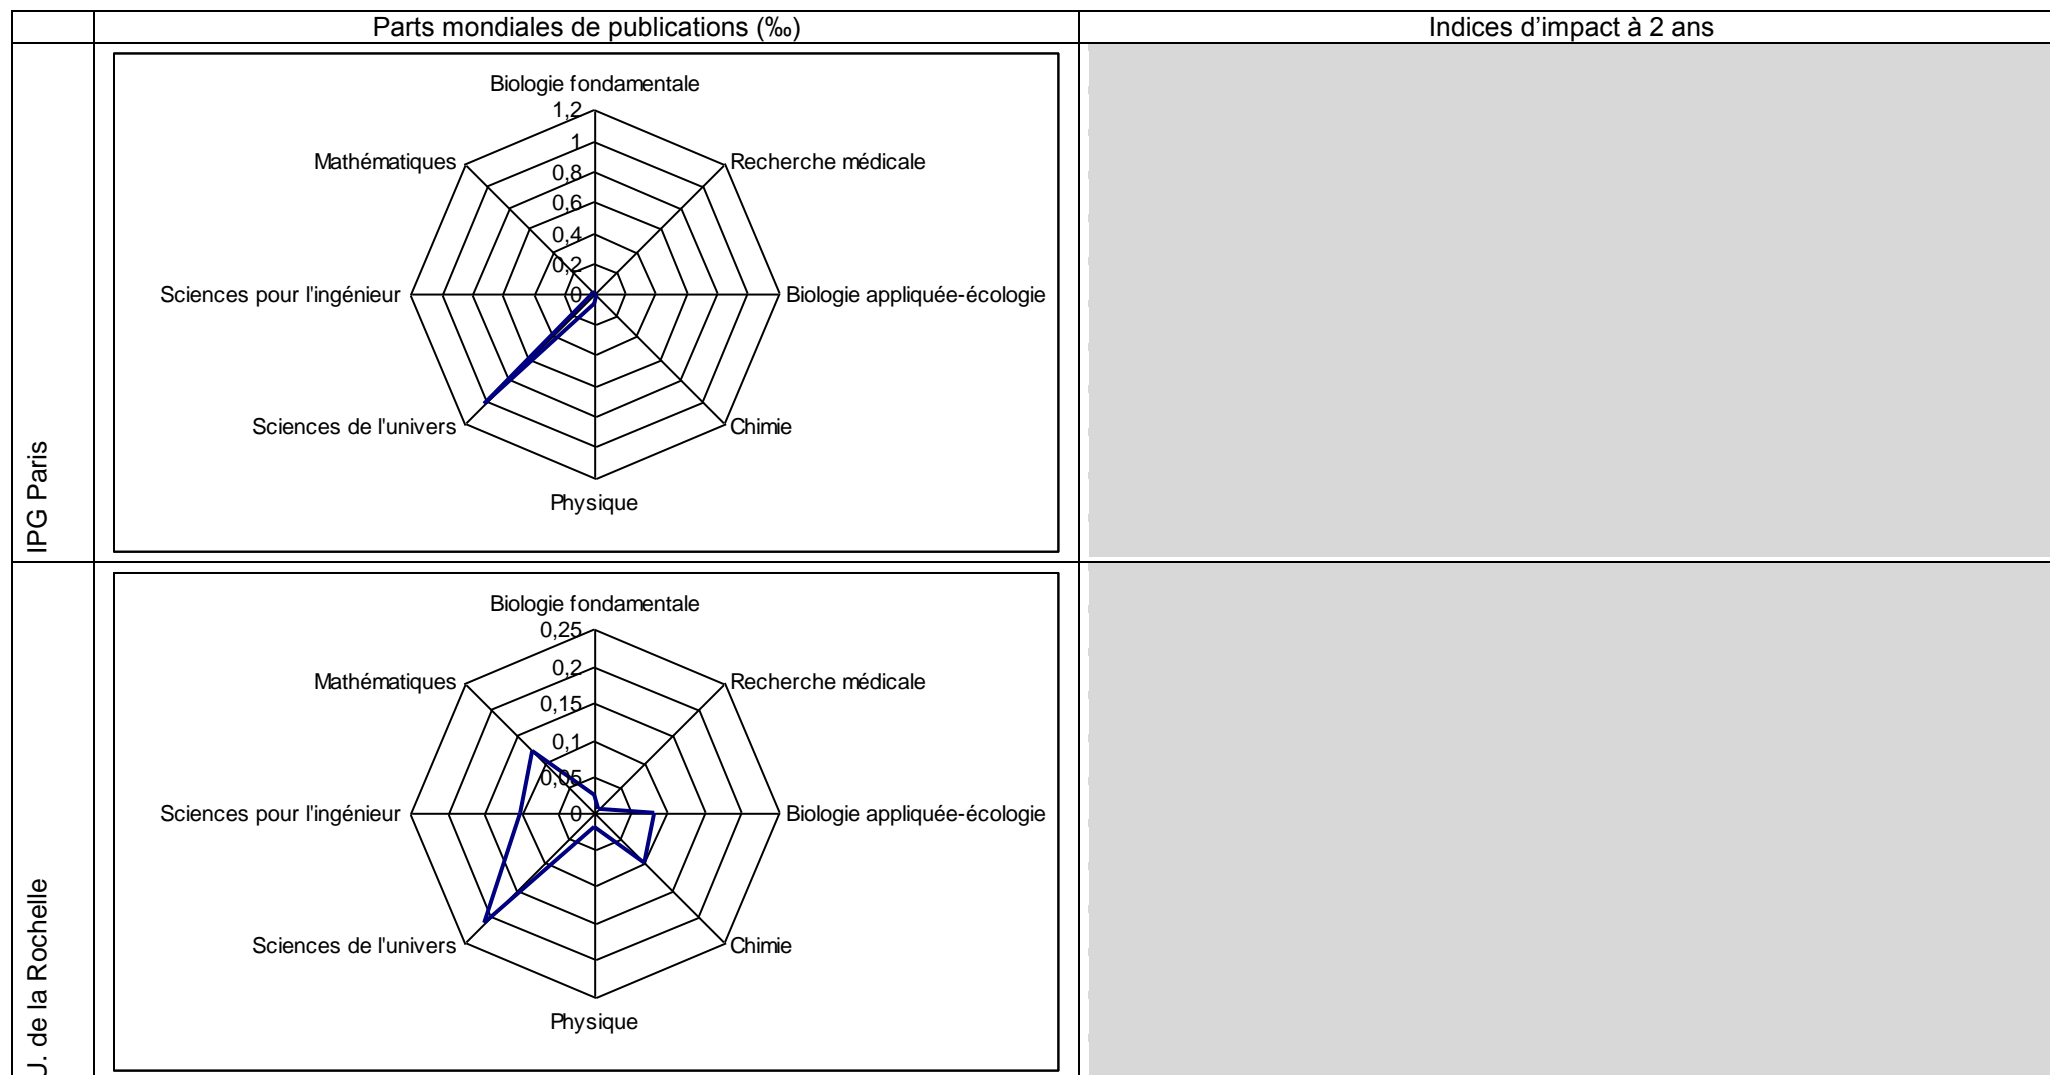 Parts mondiales de publications (‰)
Indices d'impact à 2 ans
IPG Paris
Biologie fondamentale
1,2
1
0,8
0,6
0,4
0,2
0
Mathématiques
Recherche médicale
Sciences pour l'ingénieur
Biologie appliquée-écologie
Sciences de l'univers
Chimie
Physique
U. de la Rochelle
Biologie fondamentale
0,25
0,2
0,15
0,1
0,05
0
Mathématiques
Recherche médicale
Sciences pour l'ingénieur
Biologie appliquée-écologie
Sciences de l'univers
Chimie
Physique